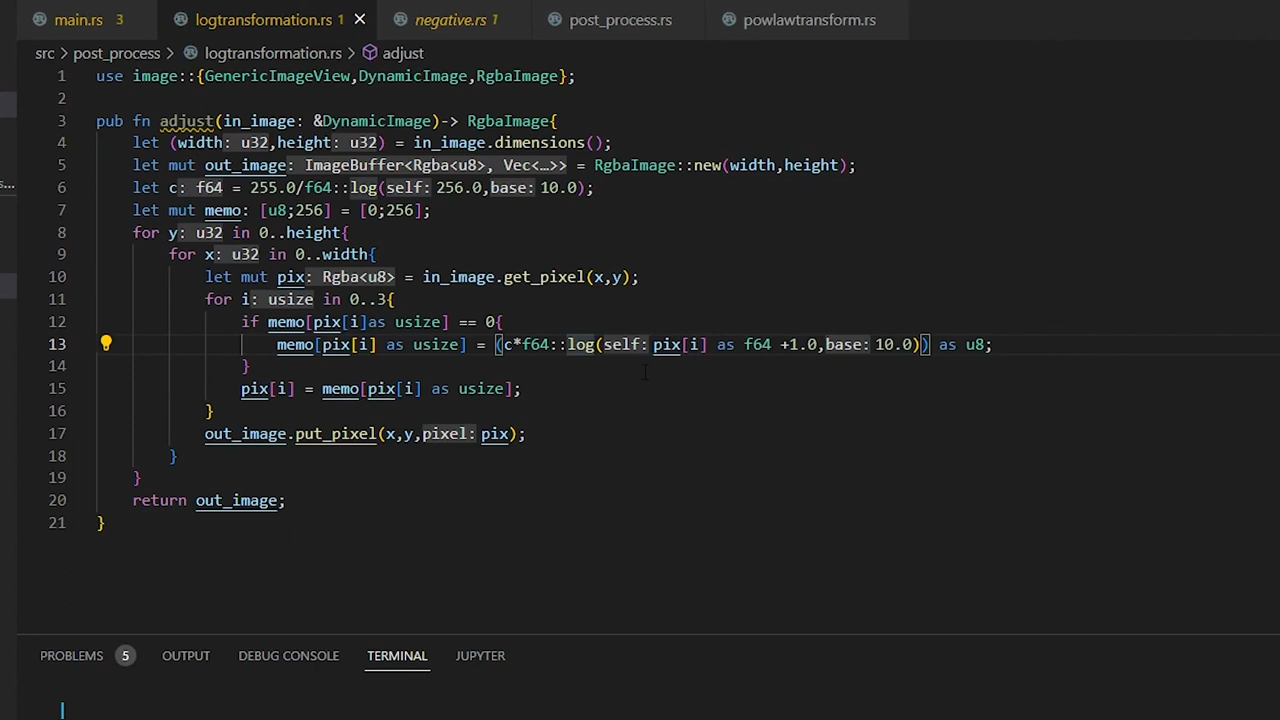 main.rs 3 logtransformation.rs 1 × negative.rs 1 post_process.rs powlawtransform.rs
src > post_process > logtransformation.rs > adjust
1 use image::{GenericImageView,DynamicImage,RgbaImage};
2
3 pub fn adjust(in_image: &DynamicImage)-> RgbaImage{
4 let (width: u32,height: u32) = in_image.dimensions();
5 let mut out_image: ImageBuffer<Rgba<u8>, Vec<…>> = RgbaImage::new(width,height);
6 let c: f64 = 255.0/f64::log(self: 256.0,base: 10.0);
7 let mut memo: [u8;256] = [0;256];
8 for y: u32 in 0..height{
9 for x: u32 in 0..width{
10 let mut pix: Rgba<u8> = in_image.get_pixel(x,y);
11 for i: usize in 0..3{
12 if memo[pix[i]as usize] == 0{
13 memo[pix[i] as usize] = (c*f64::log(self: pix[i] as f64 +1.0,base: 10.0)) as u8;
14 }
15 pix[i] = memo[pix[i] as usize];
16 }
17 out_image.put_pixel(x,y,pixel: pix);
18 }
19 }
20 return out_image;
21 }
s...
PROBLEMS 5 OUTPUT DEBUG CONSOLE TERMINAL JUPYTER